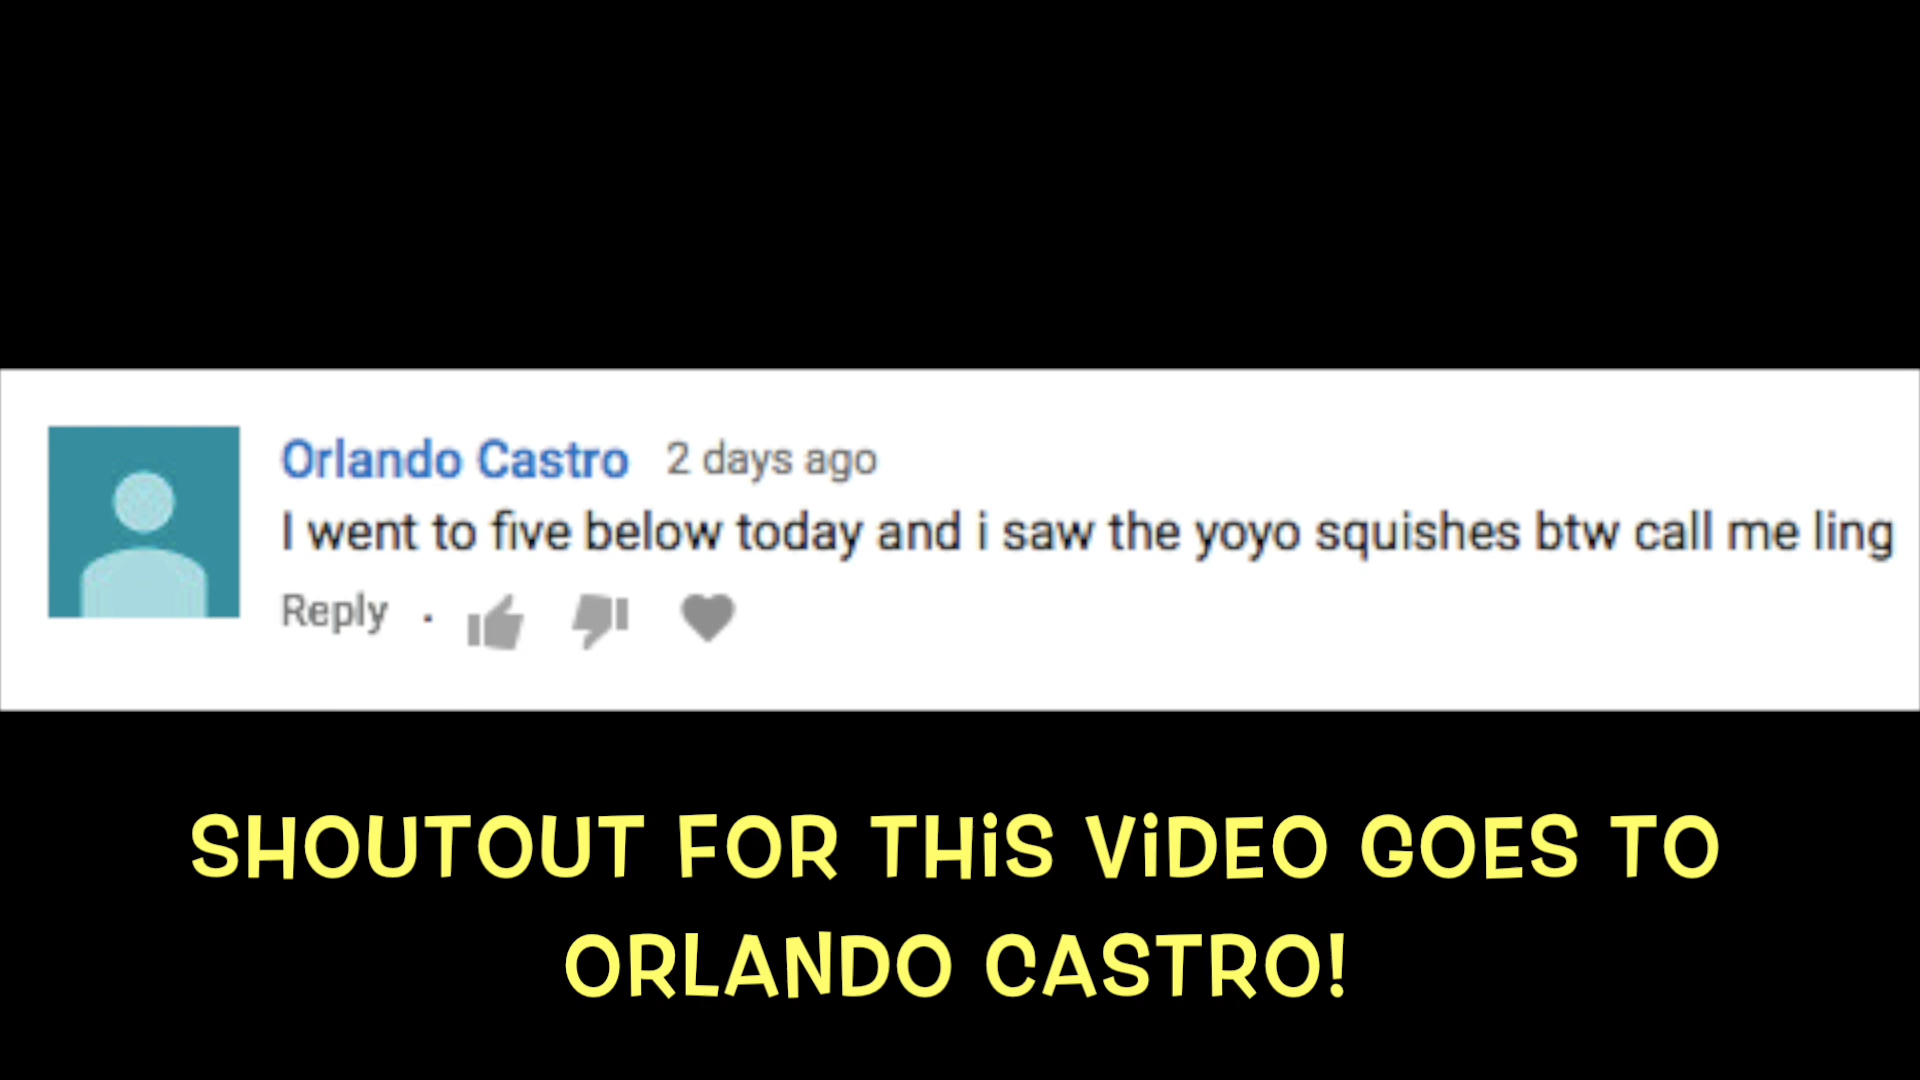 Orlando Castro 2 days ago
I went to five below today and i saw the yoyo squishes btw call me ling
Reply ·
SHOUTOUT FOR THiS ViDEO GOES TO
ORLANDO CASTRO!